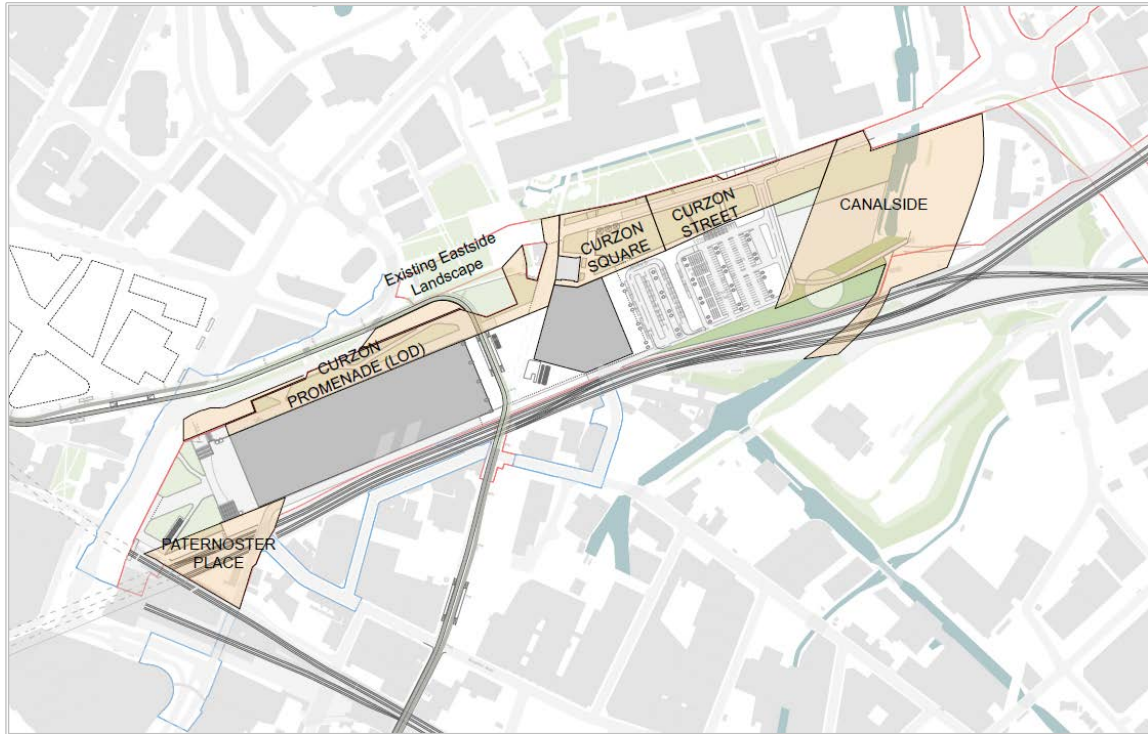 CANALSIDE
CURZON
STREET
CURZON
SQUARE
Existing Eastside
Landscape
CURZON
PROMENADE (LOD)
PATERNOSTER
PLACE